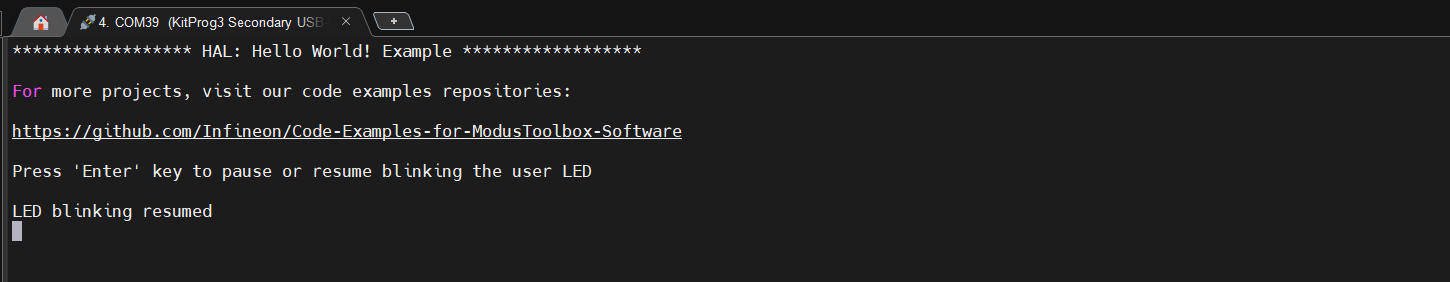 4. COM39 (KitProg3 Secondary USB-
****************** HAL: Hello World! Example ******************
For more projects, visit our code examples repositories:
https://github.com/Infineon/Code-Examples-for-ModusToolbox-Software
Press 'Enter' key to pause or resume blinking the user LED
LED blinking resumed